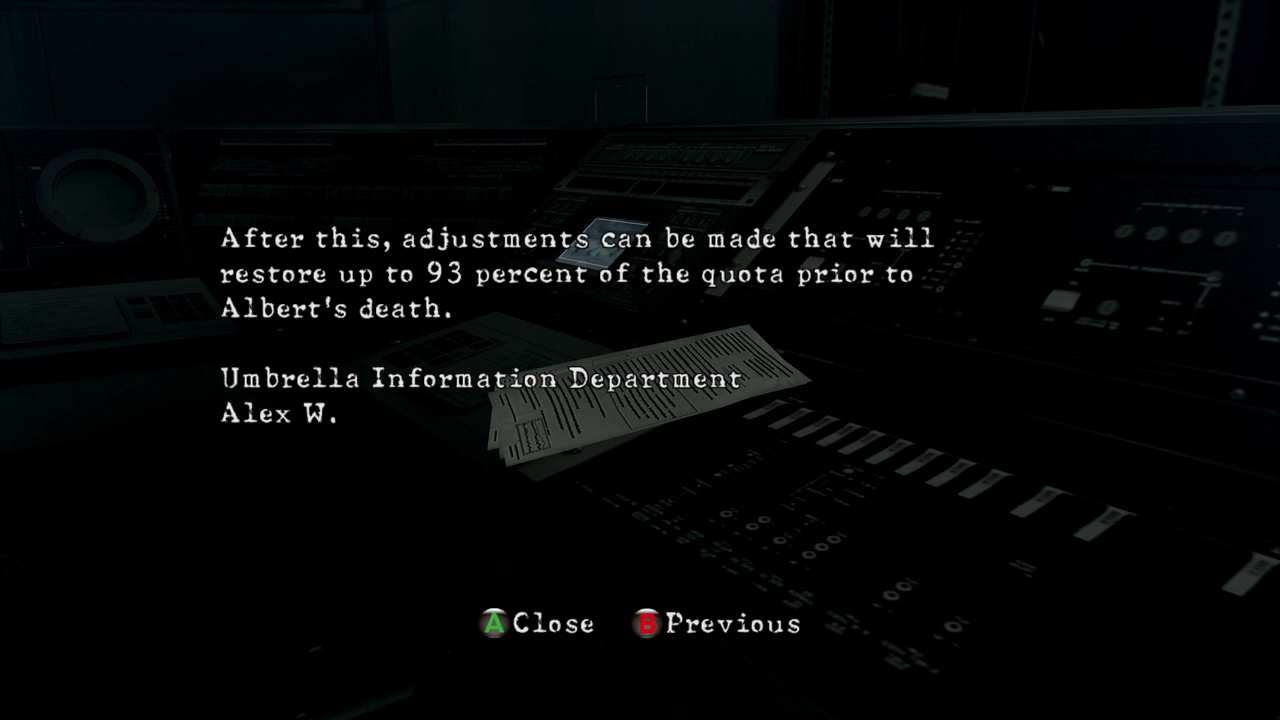 After this, adjustments can be made that will
restore up to 93 percent of the quota prior to
Albert's death.
Umbrella Information Department
Alex W.
A Close B Previous